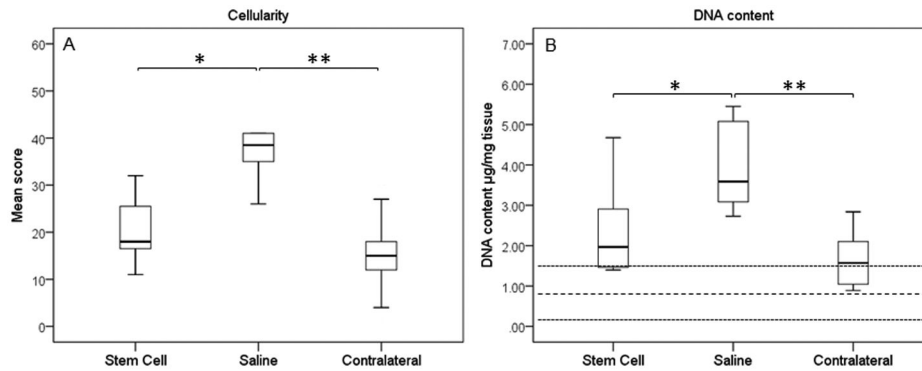 Cellularity
A
60
50
40
30
20
10
0
Mean score
* **
Stem Cell Saline Contralateral
DNA content
B
7.00
6.00
5.00
4.00
3.00
2.00
1.00
.00
DNA content µg/mg tissue
* **
Stem Cell Saline Contralateral